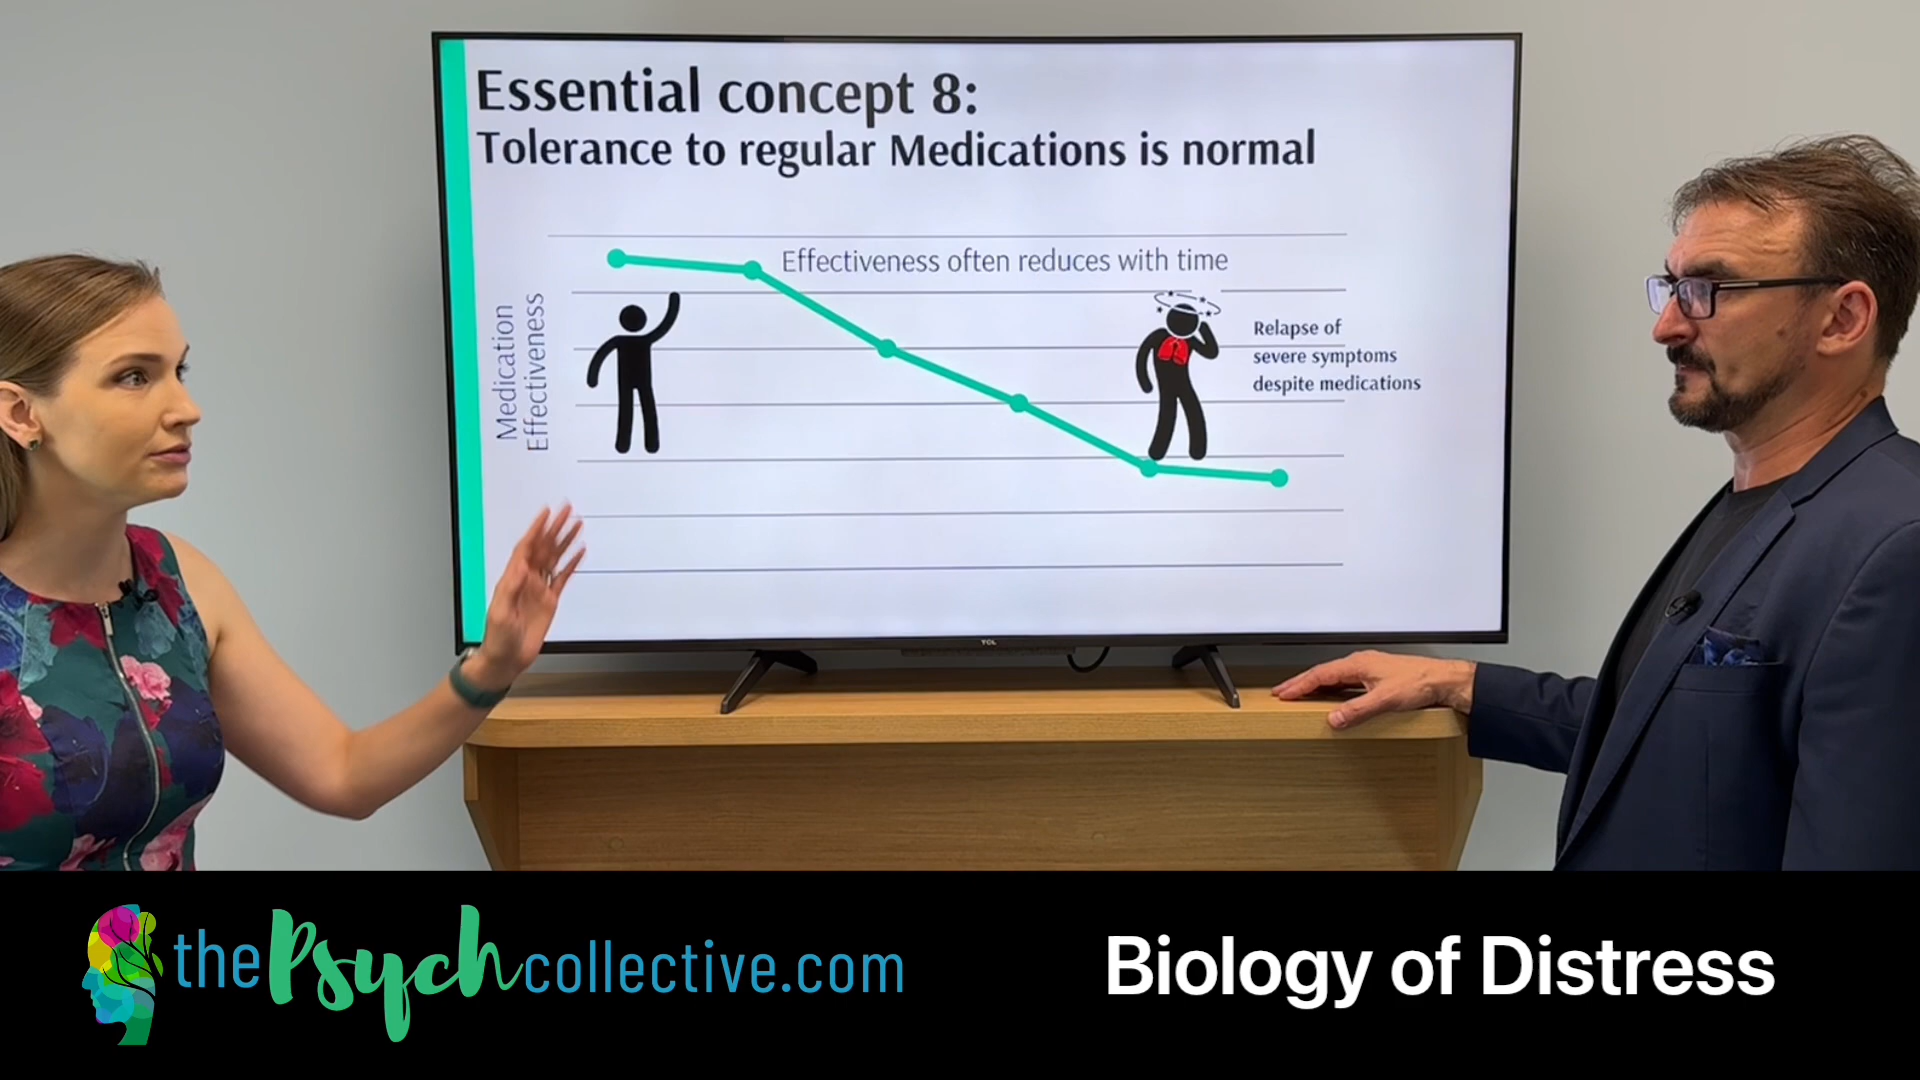 Essential concept 8:
Tolerance to regular Medications is normal
Effectiveness often reduces with time
Medication
Effectiveness
Relapse of
severe symptoms
despite medications
TCL
thePsychcollective.com
Biology of Distress